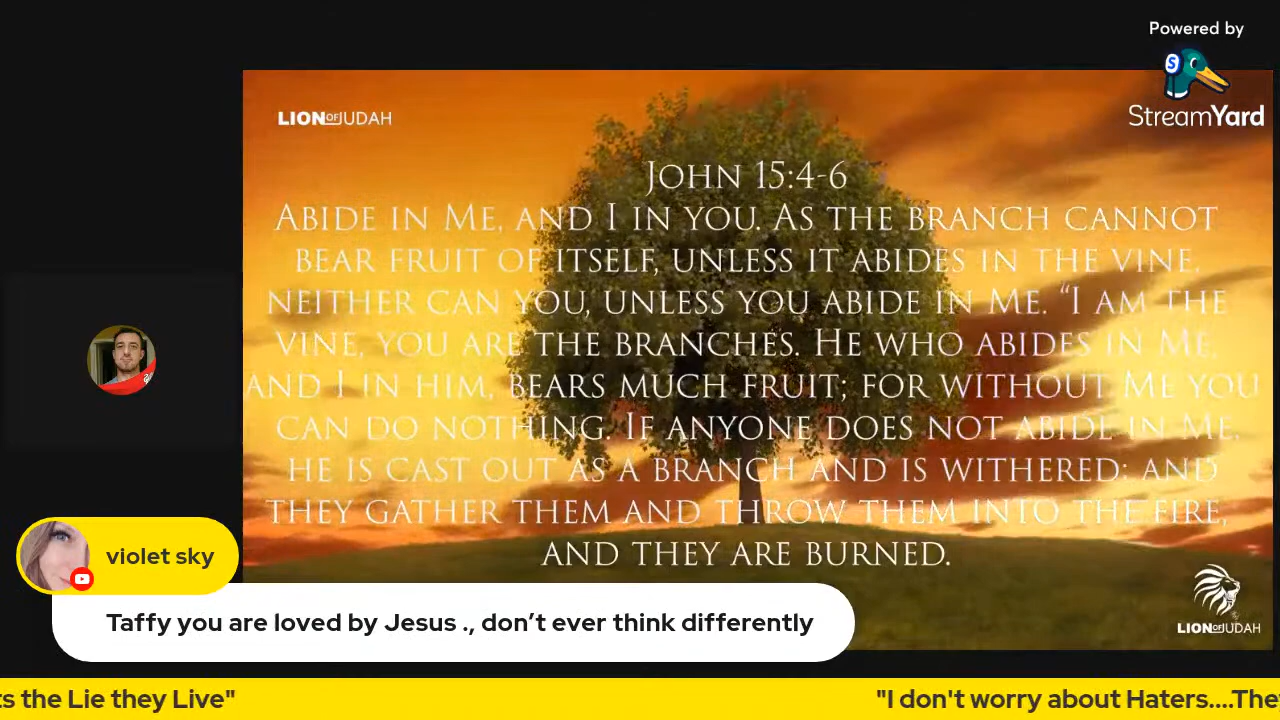 Powered by
StreamYard
LION OF JUDAH
JOHN 15:4-6
ABIDE IN ME, AND I IN YOU. AS THE BRANCH CANNOT
BEAR FRUIT OF ITSELF, UNLESS IT ABIDES IN THE VINE,
NEITHER CAN YOU, UNLESS YOU ABIDE IN ME. “I AM THE
VINE, YOU ARE THE BRANCHES. HE WHO ABIDES IN ME,
AND I IN HIM, BEARS MUCH FRUIT; FOR WITHOUT ME YOU
CAN DO NOTHING. IF ANYONE DOES NOT ABIDE IN ME,
HE IS CAST OUT AS A BRANCH AND IS WITHERED; AND
THEY GATHER THEM AND THROW THEM INTO THE FIRE,
AND THEY ARE BURNED.
violet sky
Taffy you are loved by Jesus ., don’t ever think differently
LION OF JUDAH
ts the Lie they Live" "I don't worry about Haters....The